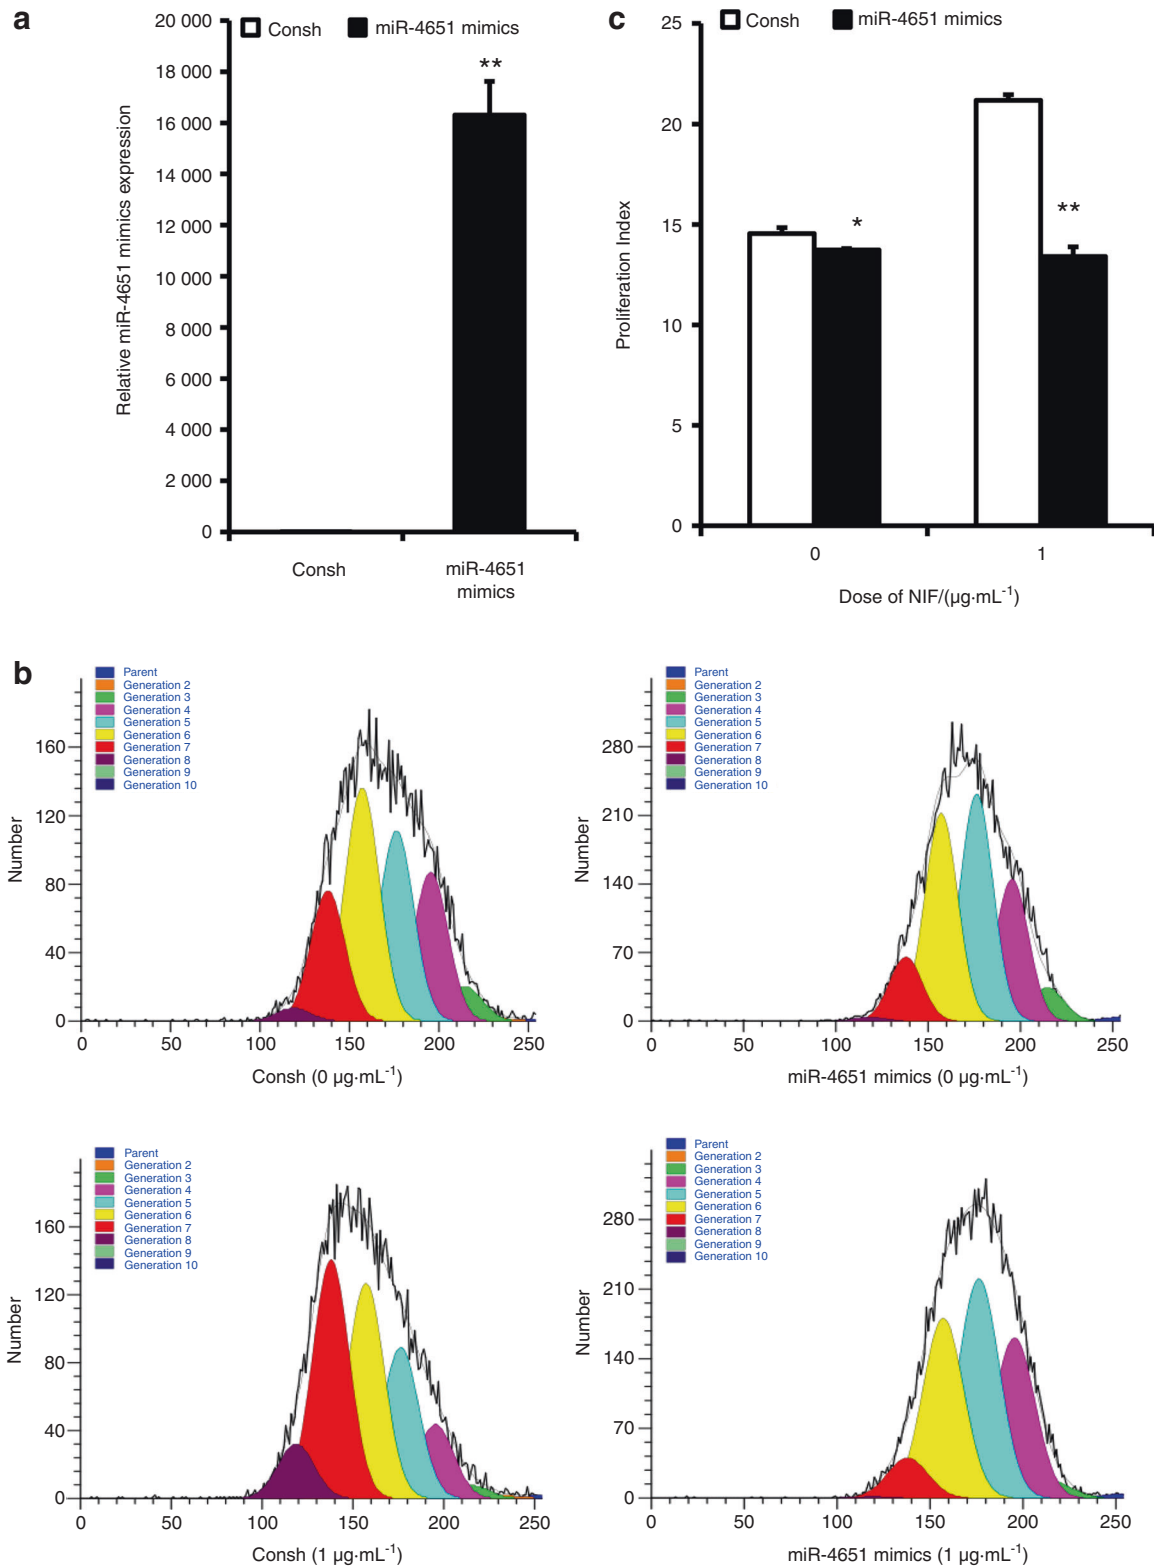 a
Consh
miR-4651 mimics
**
Relative miR-4651 mimics expression
20 000
18 000
16 000
14 000
12 000
10 000
8 000
6 000
4 000
2 000
0
Consh
miR-4651
mimics
c
Consh
miR-4651 mimics
*
**
Proliferation Index
25
20
15
10
5
0
0
1
Dose of NIF/(µg·mL⁻¹)
b
Parent
Generation 2
Generation 3
Generation 4
Generation 5
Generation 6
Generation 7
Generation 8
Generation 9
Generation 10
Number
160
120
80
40
0
0 50 100 150 200 250
Consh (0 µg·mL⁻¹)
Parent
Generation 2
Generation 3
Generation 4
Generation 5
Generation 6
Generation 7
Generation 8
Generation 9
Generation 10
Number
280
210
140
70
0
0 50 100 150 200 250
miR-4651 mimics (0 µg·mL⁻¹)
Parent
Generation 2
Generation 3
Generation 4
Generation 5
Generation 6
Generation 7
Generation 8
Generation 9
Generation 10
Number
160
120
80
40
0
0 50 100 150 200 250
Consh (1 µg·mL⁻¹)
Parent
Generation 2
Generation 3
Generation 4
Generation 5
Generation 6
Generation 7
Generation 8
Generation 9
Generation 10
Number
280
210
140
70
0
0 50 100 150 200 250
miR-4651 mimics (1 µg·mL⁻¹)